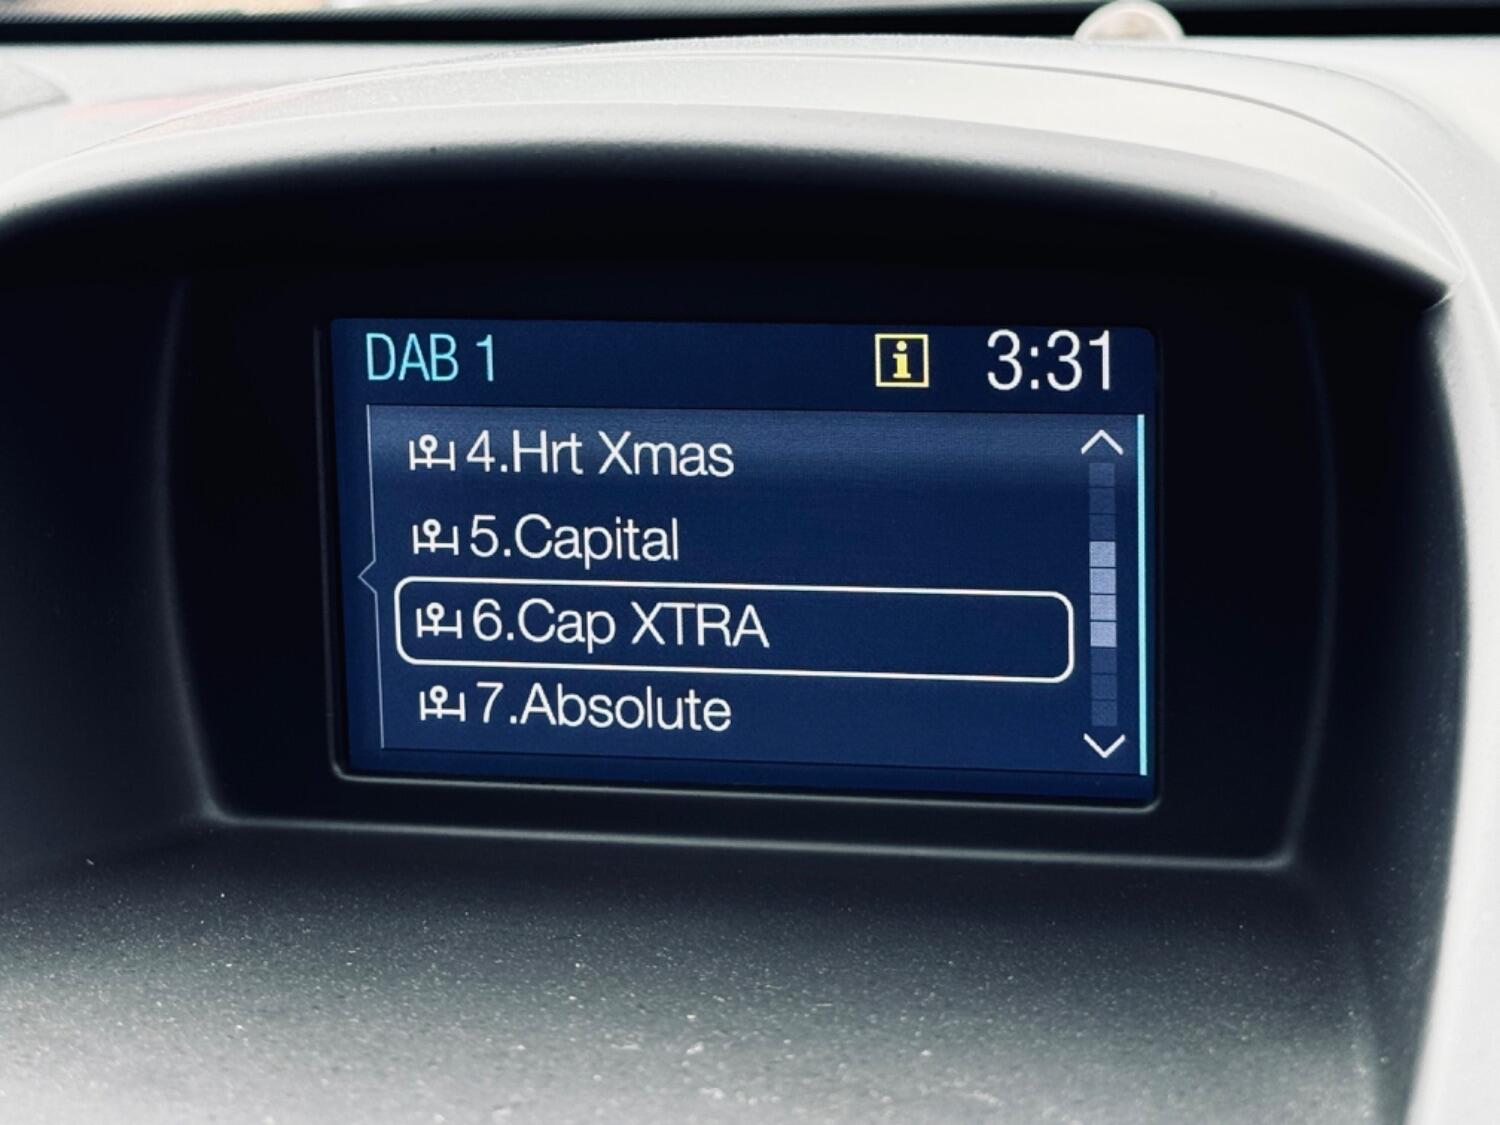 DAB 1 i 3:31
4.Hrt Xmas
5.Capital
6.Cap XTRA
7.Absolute